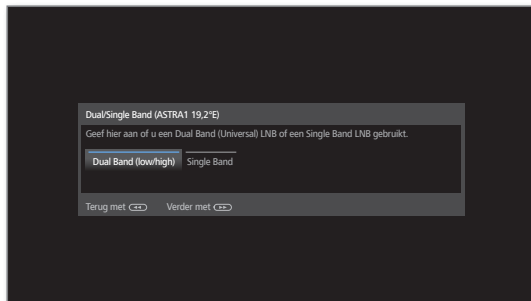 Dual/Single Band (ASTRA1 19,2°E)
Geef hier aan of u een Dual Band (Universal) LNB of een Single Band LNB gebruikt.
Dual Band (low/high) Single Band
Terug met Verder met